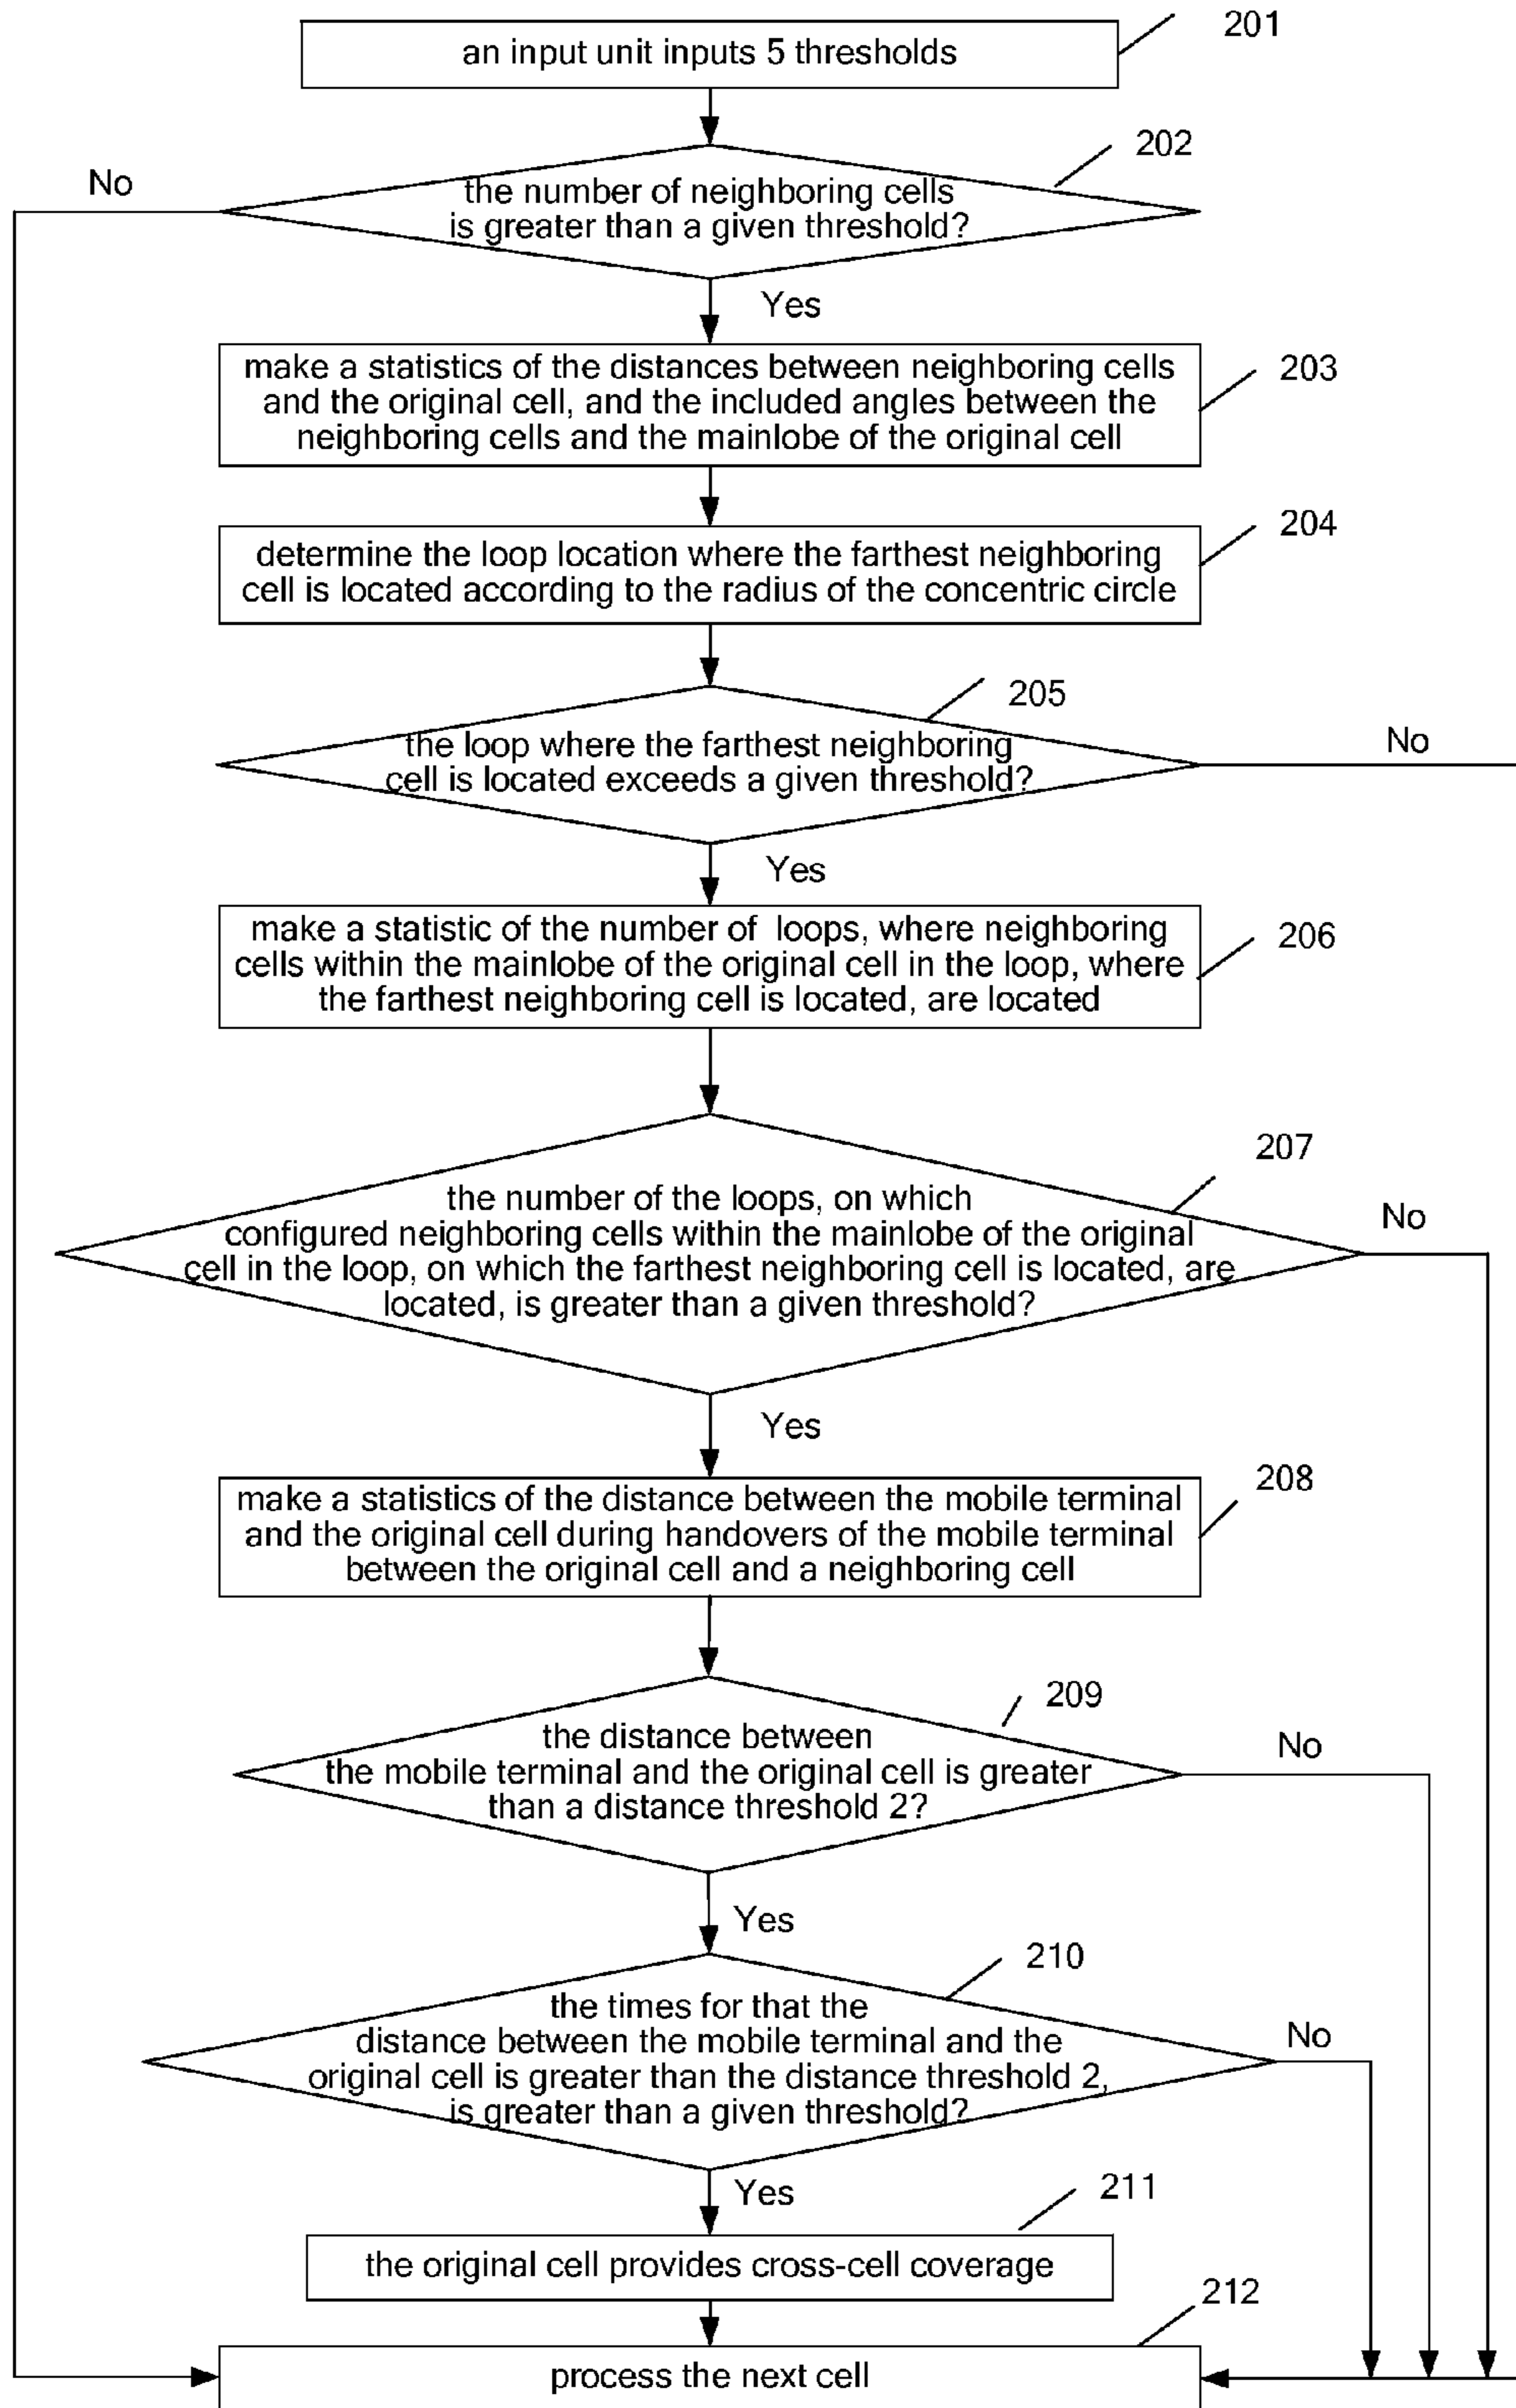 an input unit inputs 5 thresholds
201
202
No
the number of neighboring cells
is greater than a given threshold?
Yes
make a statistics of the distances between neighboring cells
and the original cell, and the included angles between the
neighboring cells and the mainlobe of the original cell
203
determine the loop location where the farthest neighboring
cell is located according to the radius of the concentric circle
204
205
the loop where the farthest neighboring
cell is located exceeds a given threshold?
No
Yes
make a statistic of the number of loops, where neighboring
cells within the mainlobe of the original cell in the loop, where
the farthest neighboring cell is located, are located
206
207
the number of the loops, on which
configured neighboring cells within the mainlobe of the original
cell in the loop, on which the farthest neighboring cell is located, are
located, is greater than a given threshold?
No
Yes
make a statistics of the distance between the mobile terminal
and the original cell during handovers of the mobile terminal
between the original cell and a neighboring cell
208
209
the distance between
the mobile terminal and the original cell is greater
than a distance threshold 2?
No
Yes
210
the times for that the
distance between the mobile terminal and the
original cell is greater than the distance threshold 2,
is greater than a given threshold?
No
Yes
211
the original cell provides cross-cell coverage
212
process the next cell